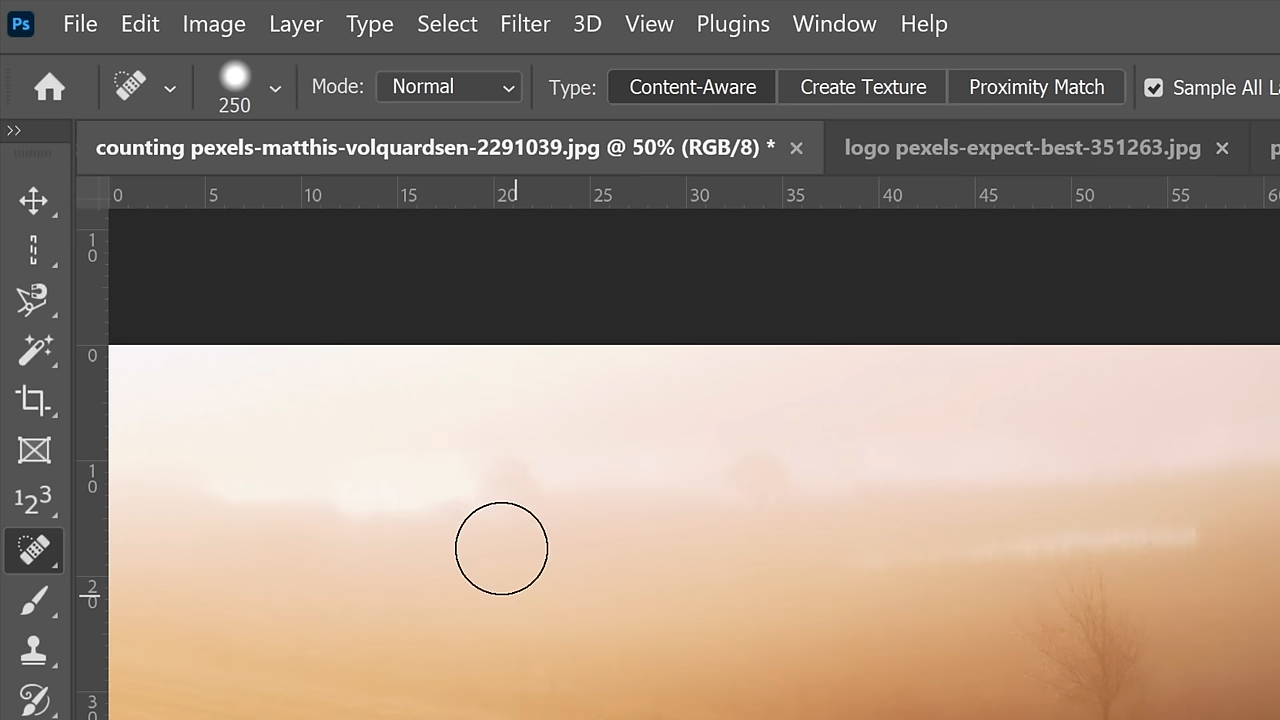 Ps File Edit Image Layer Type Select Filter 3D View Plugins Window Help
250 Mode: Normal Type: Content-Aware Create Texture Proximity Match Sample All
counting pexels-matthis-volquardsen-2291039.jpg @ 50% (RGB/8) * × logo pexels-expect-best-351263.jpg ×
0 5 10 15 20 25 30 35 40 45 50 55
10
0
10
123
20
30